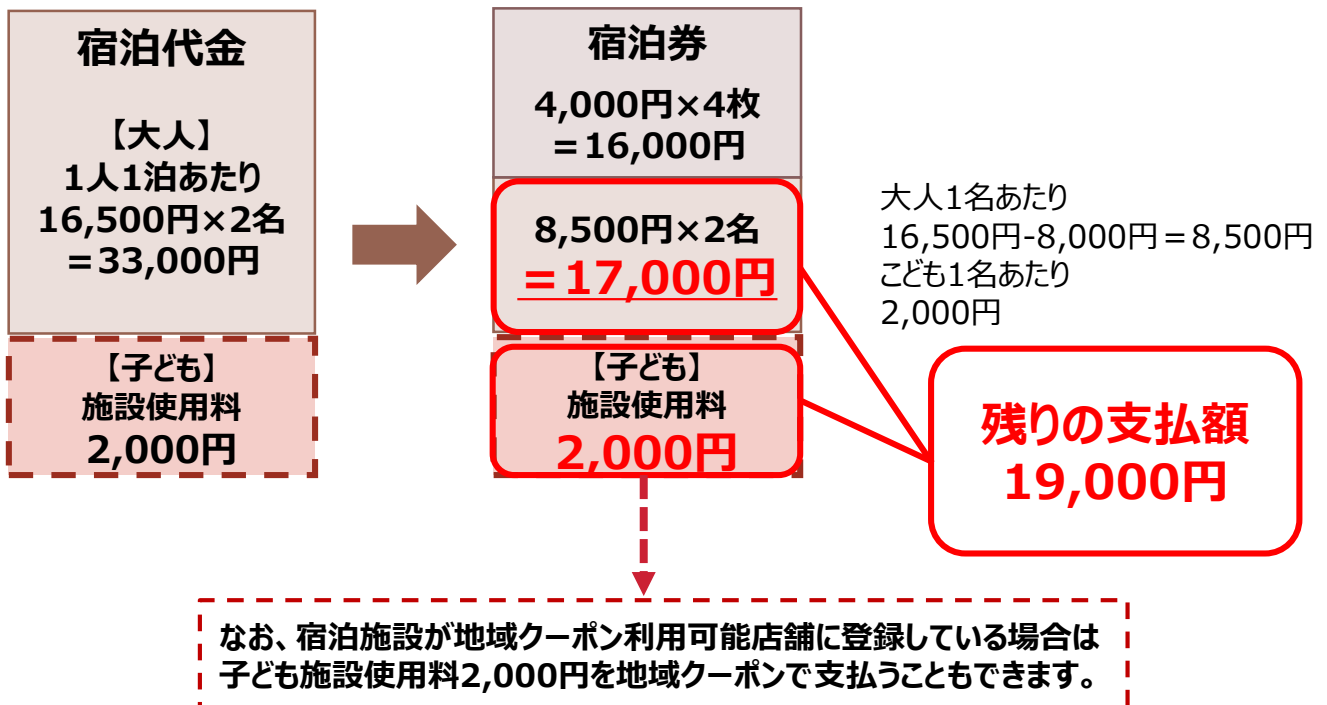 宿泊代金
【大人】
1人1泊あたり
16,500円×2名
＝33,000円
【子ども】
施設使用料
2,000円
宿泊券
4,000円×4枚
＝16,000円
8,500円×2名
＝17,000円
【子ども】
施設使用料
2,000円
大人1名あたり
16,500円-8,000円＝8,500円
こども1名あたり
2,000円
残りの支払額
19,000円
なお、宿泊施設が地域クーポン利用可能店舗に登録している場合は
子ども施設使用料2,000円を地域クーポンで支払うこともできます。